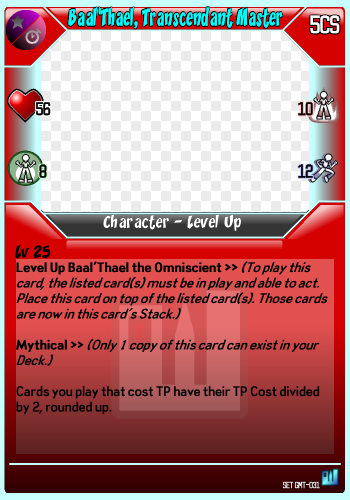 Baal'Thael, Transcendant Master
5CS
56
10
8
12
Character - Level Up
Lv 25
Level Up Baal'Thael the Omniscient >> (To play this
card, the listed card(s) must be in play and able to act.
Place this card on top of the listed card(s). Those cards
are now in this card's Stack.)
Mythical >> (Only 1 copy of this card can exist in your
Deck.)
Cards you play that cost TP have their TP Cost divided
by 2, rounded up.
SET GMT-031